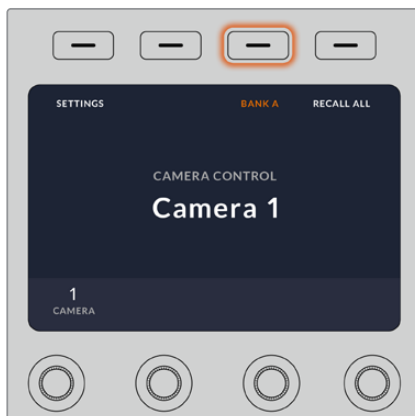 SETTINGS BANK A RECALL ALL
CAMERA CONTROL
Camera 1
1
CAMERA